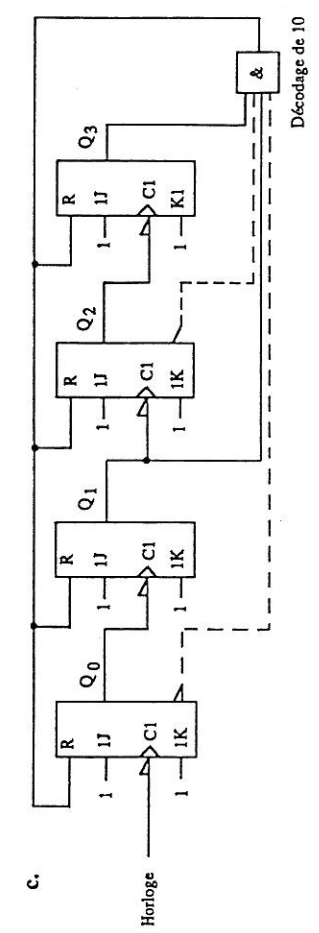 c.
Q0
Q1
Q2
Q3
R
1J
C1
1K
1
1
R
1J
C1
1K
1
1
R
1J
C1
1K
1
1
R
1J
C1
K1
1
1
&
Horloge
Décodage de 10